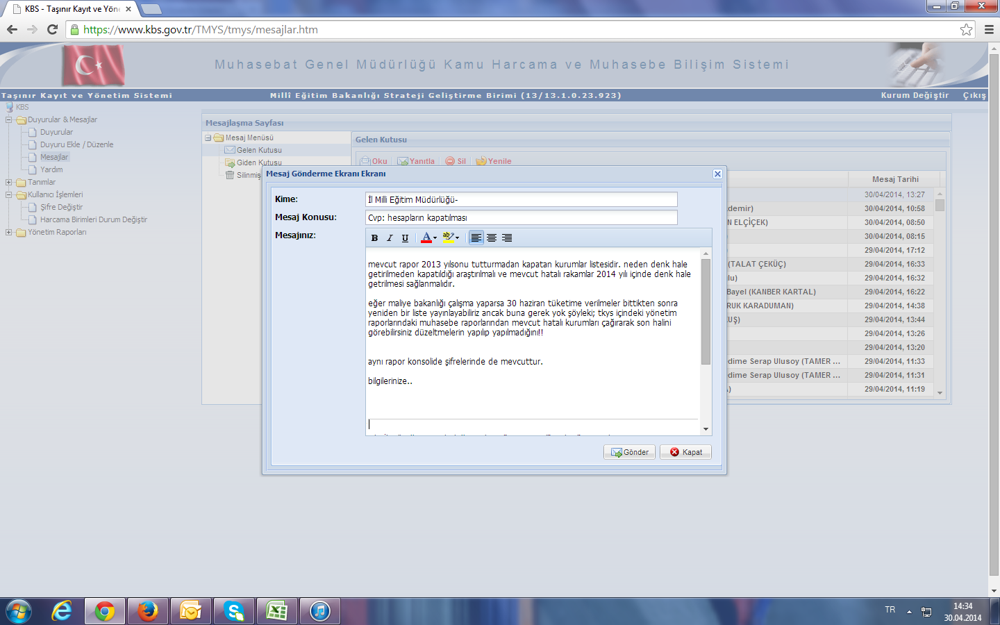 KBS - Taşınır Kayıt ve Yön
https://www.kbs.gov.tr/TMYS/tmys/mesajlar.htm
Muhasebat Genel Müdürlüğü Kamu Harcama ve Muhasebe Bilişim Sistemi
Taşınır Kayıt ve Yönetim Sistemi
Millî Eğitim Bakanlığı Strateji Geliştirme Birimi (13/13.1.0.23.923)
Kurum Değiştir
Çıkış
KBS
Duyurular & Mesajlar
Duyurular
Duyuru Ekle / Düzenle
Mesajlar
Yardım
Tanımlar
Kullanıcı İşlemleri
Şifre Değiştir
Harcama Birimleri Durum Değiştir
Yönetim Raporları
Mesajlaşma Sayfası
Mesaj Menüsü
Gelen Kutusu
Giden Kutusu
Silinmiş
Gelen Kutusu
Oku
Yanıtla
Sil
Yenile
Mesaj Tarihi
30/04/2014, 13:27
demir) 30/04/2014, 10:58
N ELÇİÇEK) 30/04/2014, 08:50
30/04/2014, 08:15
) 29/04/2014, 17:12
(TALAT ÇEKÜÇ) 29/04/2014, 16:33
lu) 29/04/2014, 16:32
Bayel (KANBER KARTAL) 29/04/2014, 16:22
RUK KARADUMAN) 29/04/2014, 14:38
UŞ) 29/04/2014, 13:44
29/04/2014, 13:26
29/04/2014, 13:20
dime Serap Ulusoy (TAMER ... 29/04/2014, 11:33
dime Serap Ulusoy (TAMER ... 29/04/2014, 11:31
) 29/04/2014, 11:19
Mesaj Gönderme Ekranı Ekranı
Kime: İl Milli Eğitim Müdürlüğü-
Mesaj Konusu: Cvp: hesapların kapatılması
Mesajınız:
B I U A ab
mevcut rapor 2013 yılsonu tutturmadan kapatan kurumlar listesidir. neden denk hale
getirilmeden kapatıldığı araştırılmalı ve mevcut hatalı rakamlar 2014 yılı içinde denk hale
getrilmesi sağlanmalıdır.
eğer maliye bakanlığı çalışma yaparsa 30 haziran tüketime verilmeler bittikten sonra
yeniden bir liste yayınlayabiliriz ancak buna gerek yok şöyleki; tkys içindeki yönetim
raporlarındaki muhasebe raporlarından mevcut hatalı kurumları çağırarak son halini
görebilirsiniz düzeltmelerin yapılıp yapılmadığını!!
aynı rapor konsolide şifrelerinde de mevcuttur.
bilgilerinize..
Gönder
Kapat
TR
14:34
30.04.2014